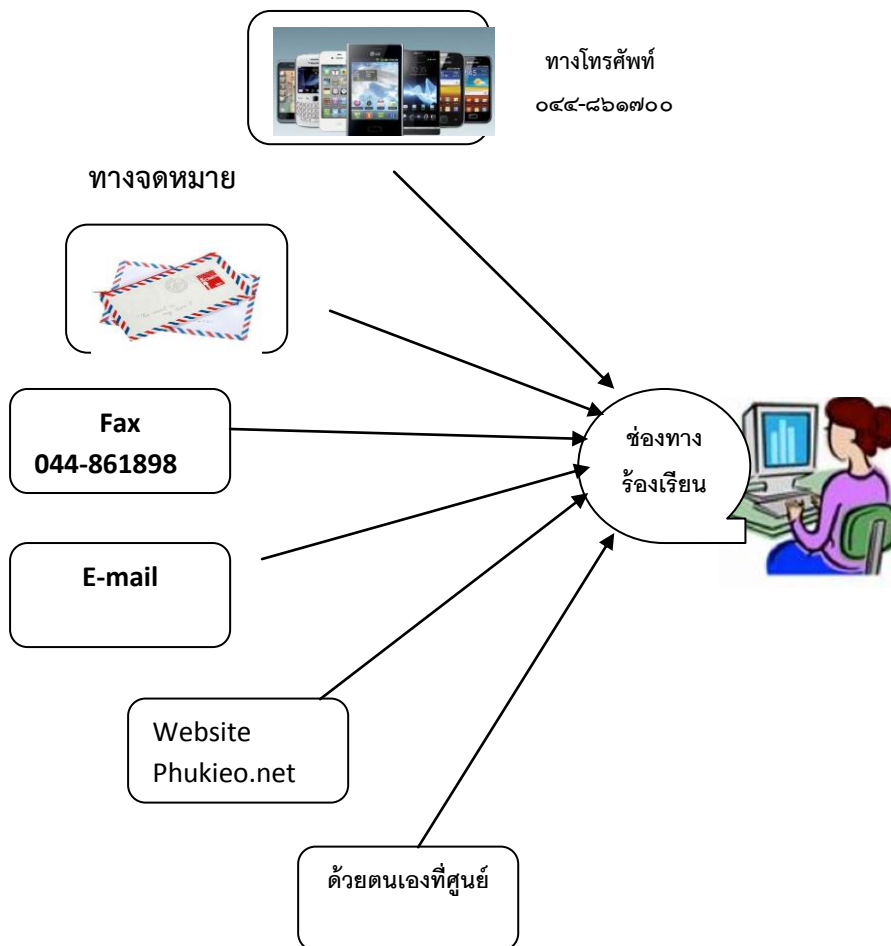 ทางโทรศัพท์
๐๔๔-๘๖๑๗๐๐
ทางจดหมาย
Fax
044-861898
ช่องทาง
ร้องเรียน
E-mail
Website
Phukieo.net
ด้วยตนเองที่ศูนย์